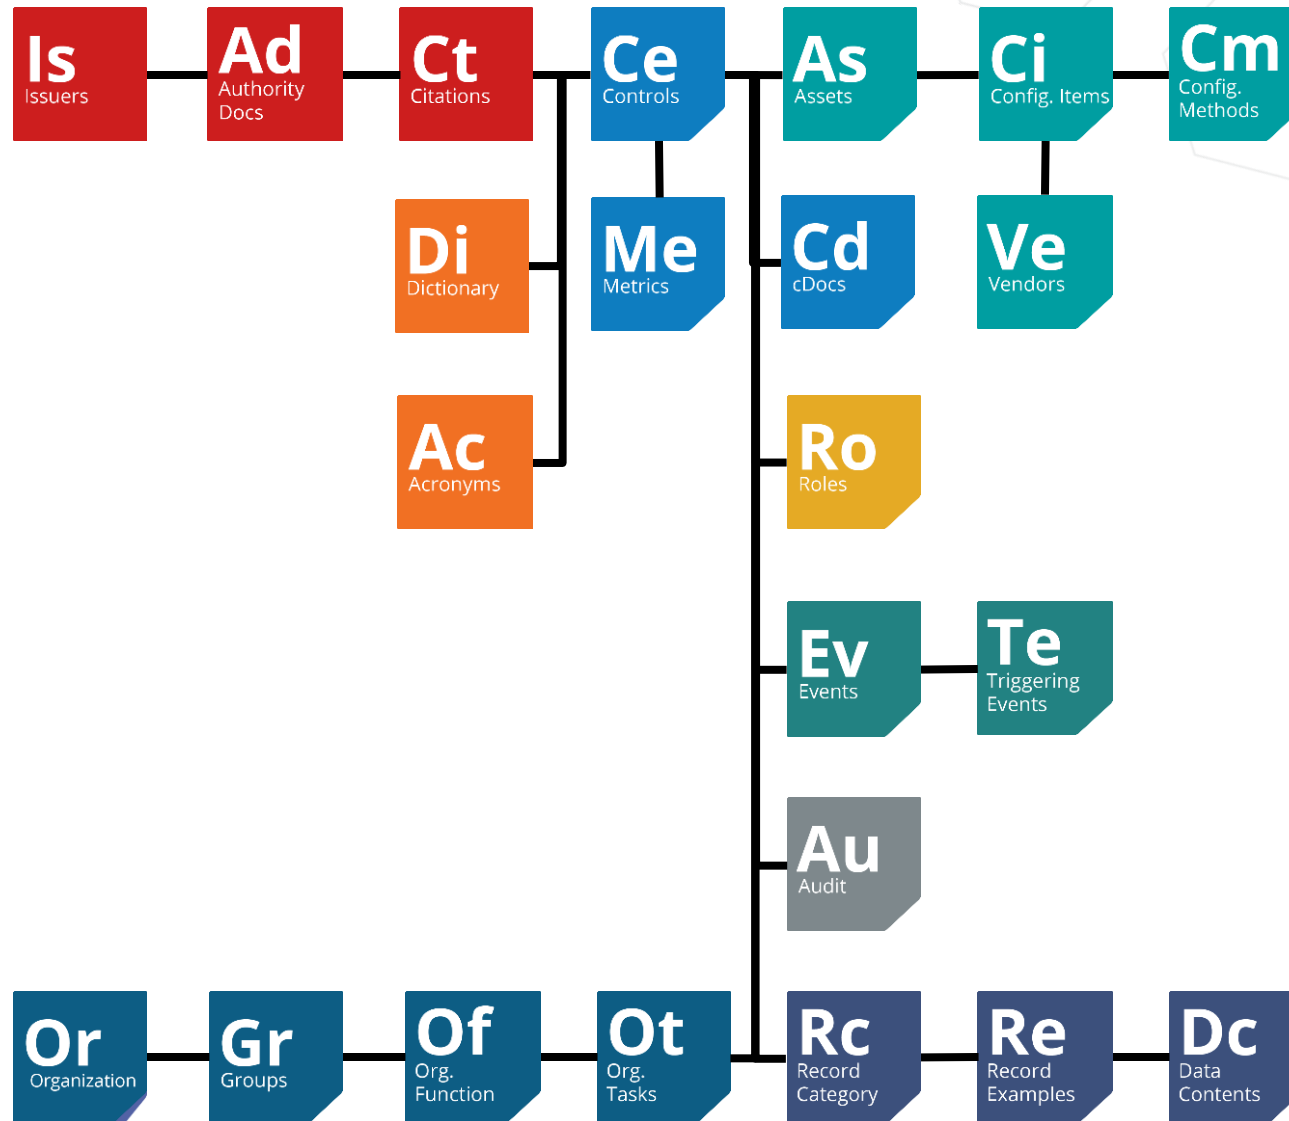 Is
Issuers
Ad
Authority
Docs
Ct
Citations
Ce
Controls
As
Assets
Ci
Config. Items
Cm
Config.
Methods
Di
Dictionary
Me
Metrics
Cd
cDocs
Ve
Vendors
Ac
Acronyms
Ro
Roles
Ev
Events
Te
Triggering
Events
Au
Audit
Or
Organization
Gr
Groups
Of
Org.
Function
Ot
Org.
Tasks
Rc
Record
Category
Re
Record
Examples
Dc
Data
Contents